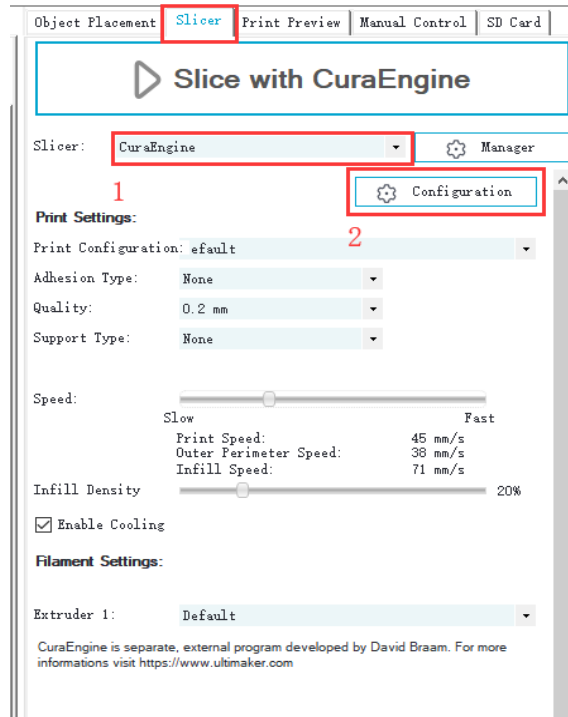 Object Placement Slicer Print Preview Manual Control SD Card
Slice with CuraEngine
Slicer: CuraEngine Manager
1 Configuration
Print Settings: 2
Print Configuration: efault
Adhesion Type: None
Quality: 0.2 mm
Support Type: None
Speed:
Slow Fast
Print Speed: 45 mm/s
Outer Perimeter Speed: 38 mm/s
Infill Speed: 71 mm/s
Infill Density 20%
Enable Cooling
Filament Settings:
Extruder 1: Default
CuraEngine is separate, external program developed by David Braam. For more
informations visit https://www.ultimaker.com